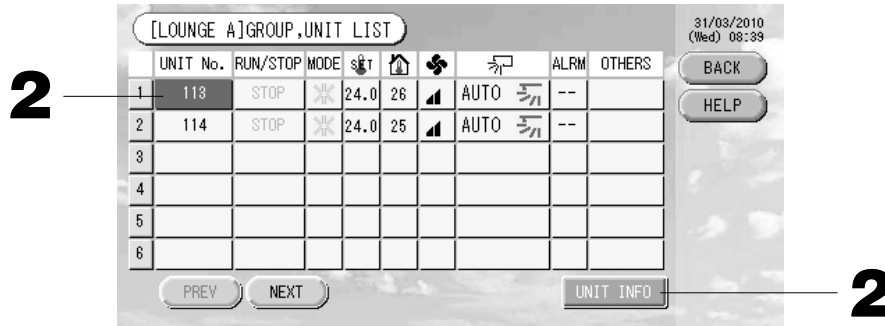 [LOUNGE A]GROUP,UNIT LIST
31/03/2010
(Wed) 08:39
UNIT No. RUN/STOP MODE SET ALRM OTHERS
BACK
2
1 113 STOP 24.0 26 AUTO --
HELP
2 114 STOP 24.0 25 AUTO --
3
4
5
6
PREV NEXT UNIT INFO
2